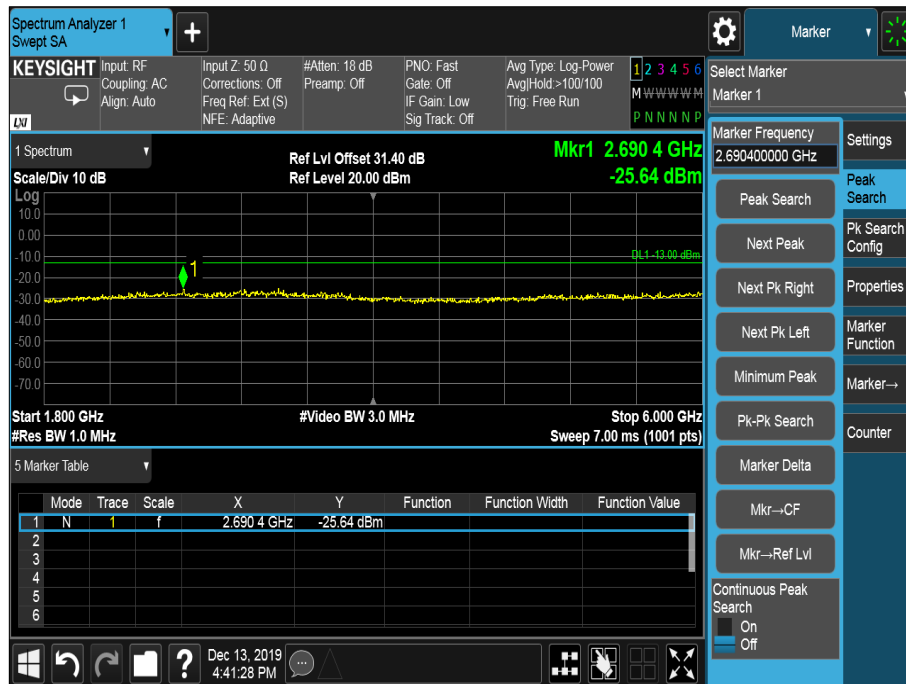 Spectrum Analyzer 1
Swept SA
+
Marker
KEYSIGHT
LXI
Input: RF
Coupling: AC
Align: Auto
Input Z: 50 Ω
Corrections: Off
Freq Ref: Ext (S)
NFE: Adaptive
#Atten: 18 dB
Preamp: Off
PNO: Fast
Gate: Off
IF Gain: Low
Sig Track: Off
Avg Type: Log-Power
Avg|Hold:>100/100
Trig: Free Run
1 2 3 4 5 6
M W W W W M
P N N N N P
Select Marker
Marker 1
1 Spectrum
Scale/Div 10 dB
Ref Lvl Offset 31.40 dB
Ref Level 20.00 dBm
Mkr1 2.690 4 GHz
-25.64 dBm
Log
10.0
0.00
-10.0
-20.0
-30.0
-40.0
-50.0
-60.0
-70.0
1
DL1 -13.00 dBm
Start 1.800 GHz
#Res BW 1.0 MHz
#Video BW 3.0 MHz
Stop 6.000 GHz
Sweep 7.00 ms (1001 pts)
5 Marker Table
Mode Trace Scale X Y Function Function Width Function Value
1 N 1 f 2.690 4 GHz -25.64 dBm
2
3
4
5
6
Marker Frequency
2.690400000 GHz
Peak Search
Next Peak
Next Pk Right
Next Pk Left
Minimum Peak
Pk-Pk Search
Marker Delta
Mkr→CF
Mkr→Ref Lvl
Continuous Peak
Search
On
Off
Settings
Peak
Search
Pk Search
Config
Properties
Marker
Function
Marker→
Counter
?
Dec 13, 2019
4:41:28 PM